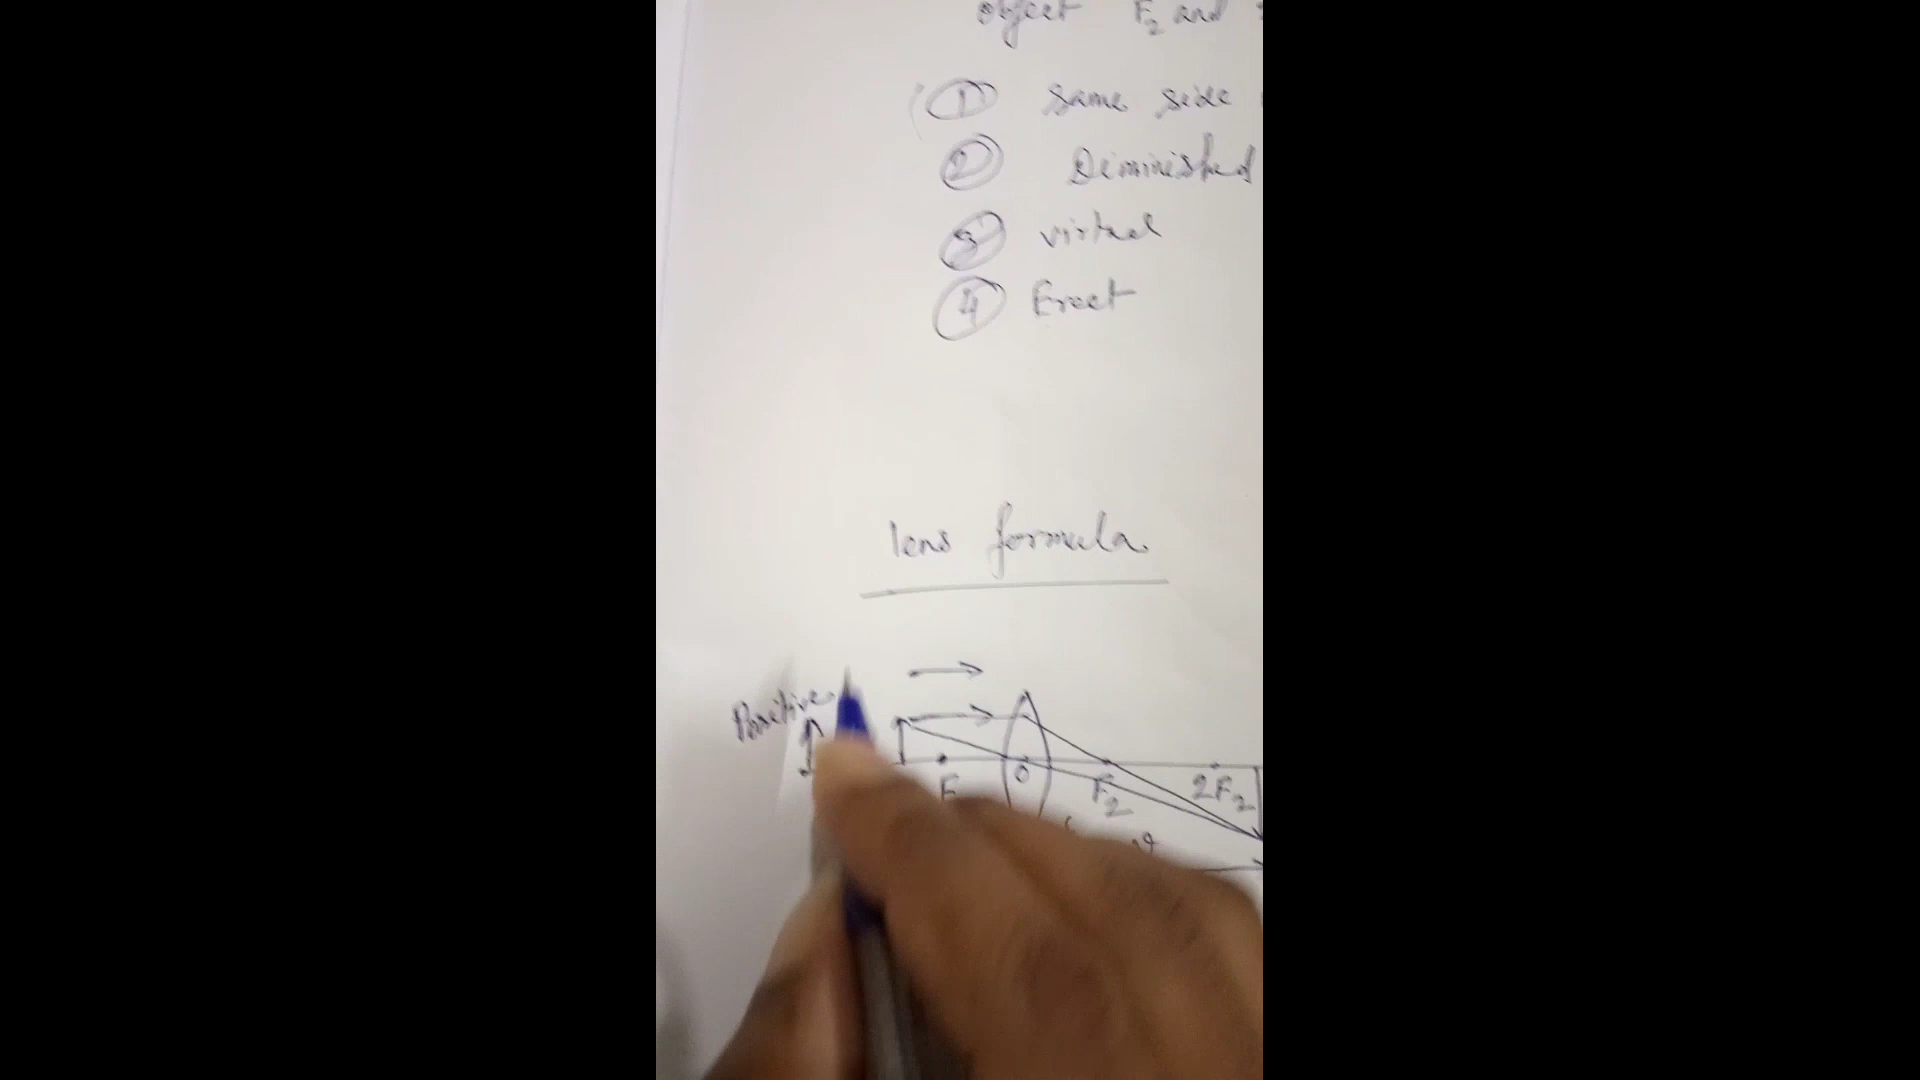 object F2 and
1 same side
2 Diminished
3 virtual
4 Erect
lens formula
Positive
F O F2 2F2
v